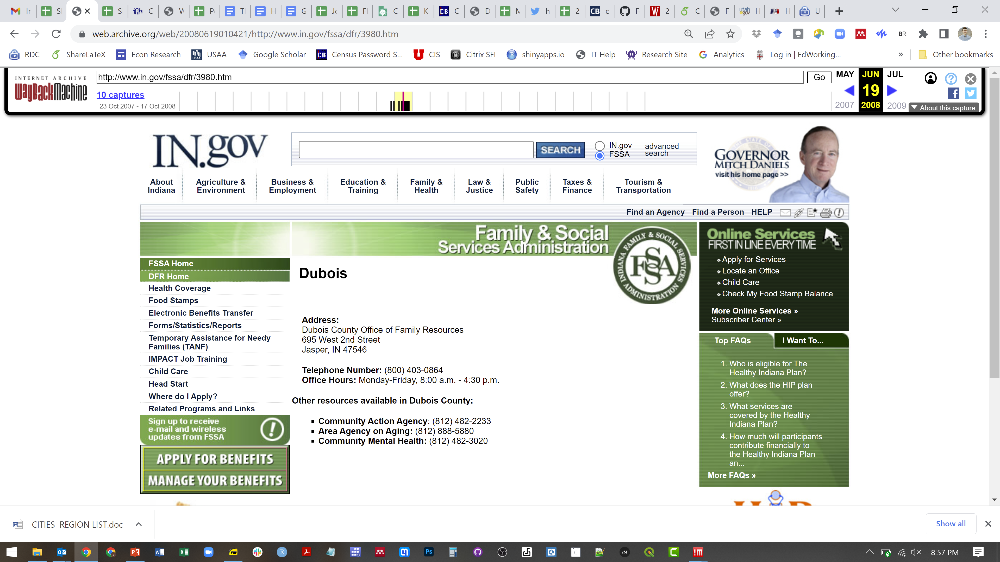 Ir
S
S
C
W
Po
Tl
H
G
Jc
Fl
C
K
CB
C
D
M
h
2
CB
cl
F
W
2
C
F
utah gov
H
H
U
web.archive.org/web/20080619010421/http://www.in.gov/fssa/dfr/3980.htm
BR
RDC
ShareLaTeX
Econ Research
USAA
USAA
Google Scholar
CB
Census Password S...
CIS
Citrix SFI
shinyapps.io
IT Help
Research Site
Analytics
Log in | EdWorking...
»
Other bookmarks
INTERNET ARCHIVE
WayBackMachine
http://www.in.gov/fssa/dfr/3980.htm
Go
MAY
JUN
JUL
10 captures
19
23 Oct 2007 - 17 Oct 2008
2007
2008
2009
About this capture
IN.gov
SEARCH
IN.gov
FSSA
advanced
search
GOVERNOR
MITCH DANIELS
visit his home page >>
About
Indiana
Agriculture &
Environment
Business &
Employment
Education &
Training
Family &
Health
Law &
Justice
Public
Safety
Taxes &
Finance
Tourism &
Transportation
Find an Agency
Find a Person
HELP
Family & Social
Services Administration
INDIANA FAMILY & SOCIAL SERVICES ADMINISTRATION
FSSA
FSSA Home
DFR Home
Health Coverage
Food Stamps
Electronic Benefits Transfer
Forms/Statistics/Reports
Temporary Assistance for Needy
Families (TANF)
IMPACT Job Training
Child Care
Head Start
Where do I Apply?
Related Programs and Links
Sign up to receive
e-mail and wireless
updates from FSSA
APPLY FOR BENEFITS
MANAGE YOUR BENEFITS
Dubois
Address:
Dubois County Office of Family Resources
695 West 2nd Street
Jasper, IN 47546
Telephone Number: (800) 403-0864
Office Hours: Monday-Friday, 8:00 a.m. - 4:30 p.m.
Other resources available in Dubois County:
Community Action Agency: (812) 482-2233
Area Agency on Aging: (812) 888-5880
Community Mental Health: (812) 482-3020
Online Services
FIRST IN LINE EVERY TIME
Apply for Services
Locate an Office
Child Care
Check My Food Stamp Balance
More Online Services »
Subscriber Center »
Top FAQs
I Want To...
1. Who is eligible for The
Healthy Indiana Plan?
2. What does the HIP plan
offer?
3. What services are
covered by the Healthy
Indiana Plan?
4. How much will participants
contribute financially to
the Healthy Indiana Plan
an...
More FAQs »
CITIES REGION LIST.doc
Show all
8:57 PM